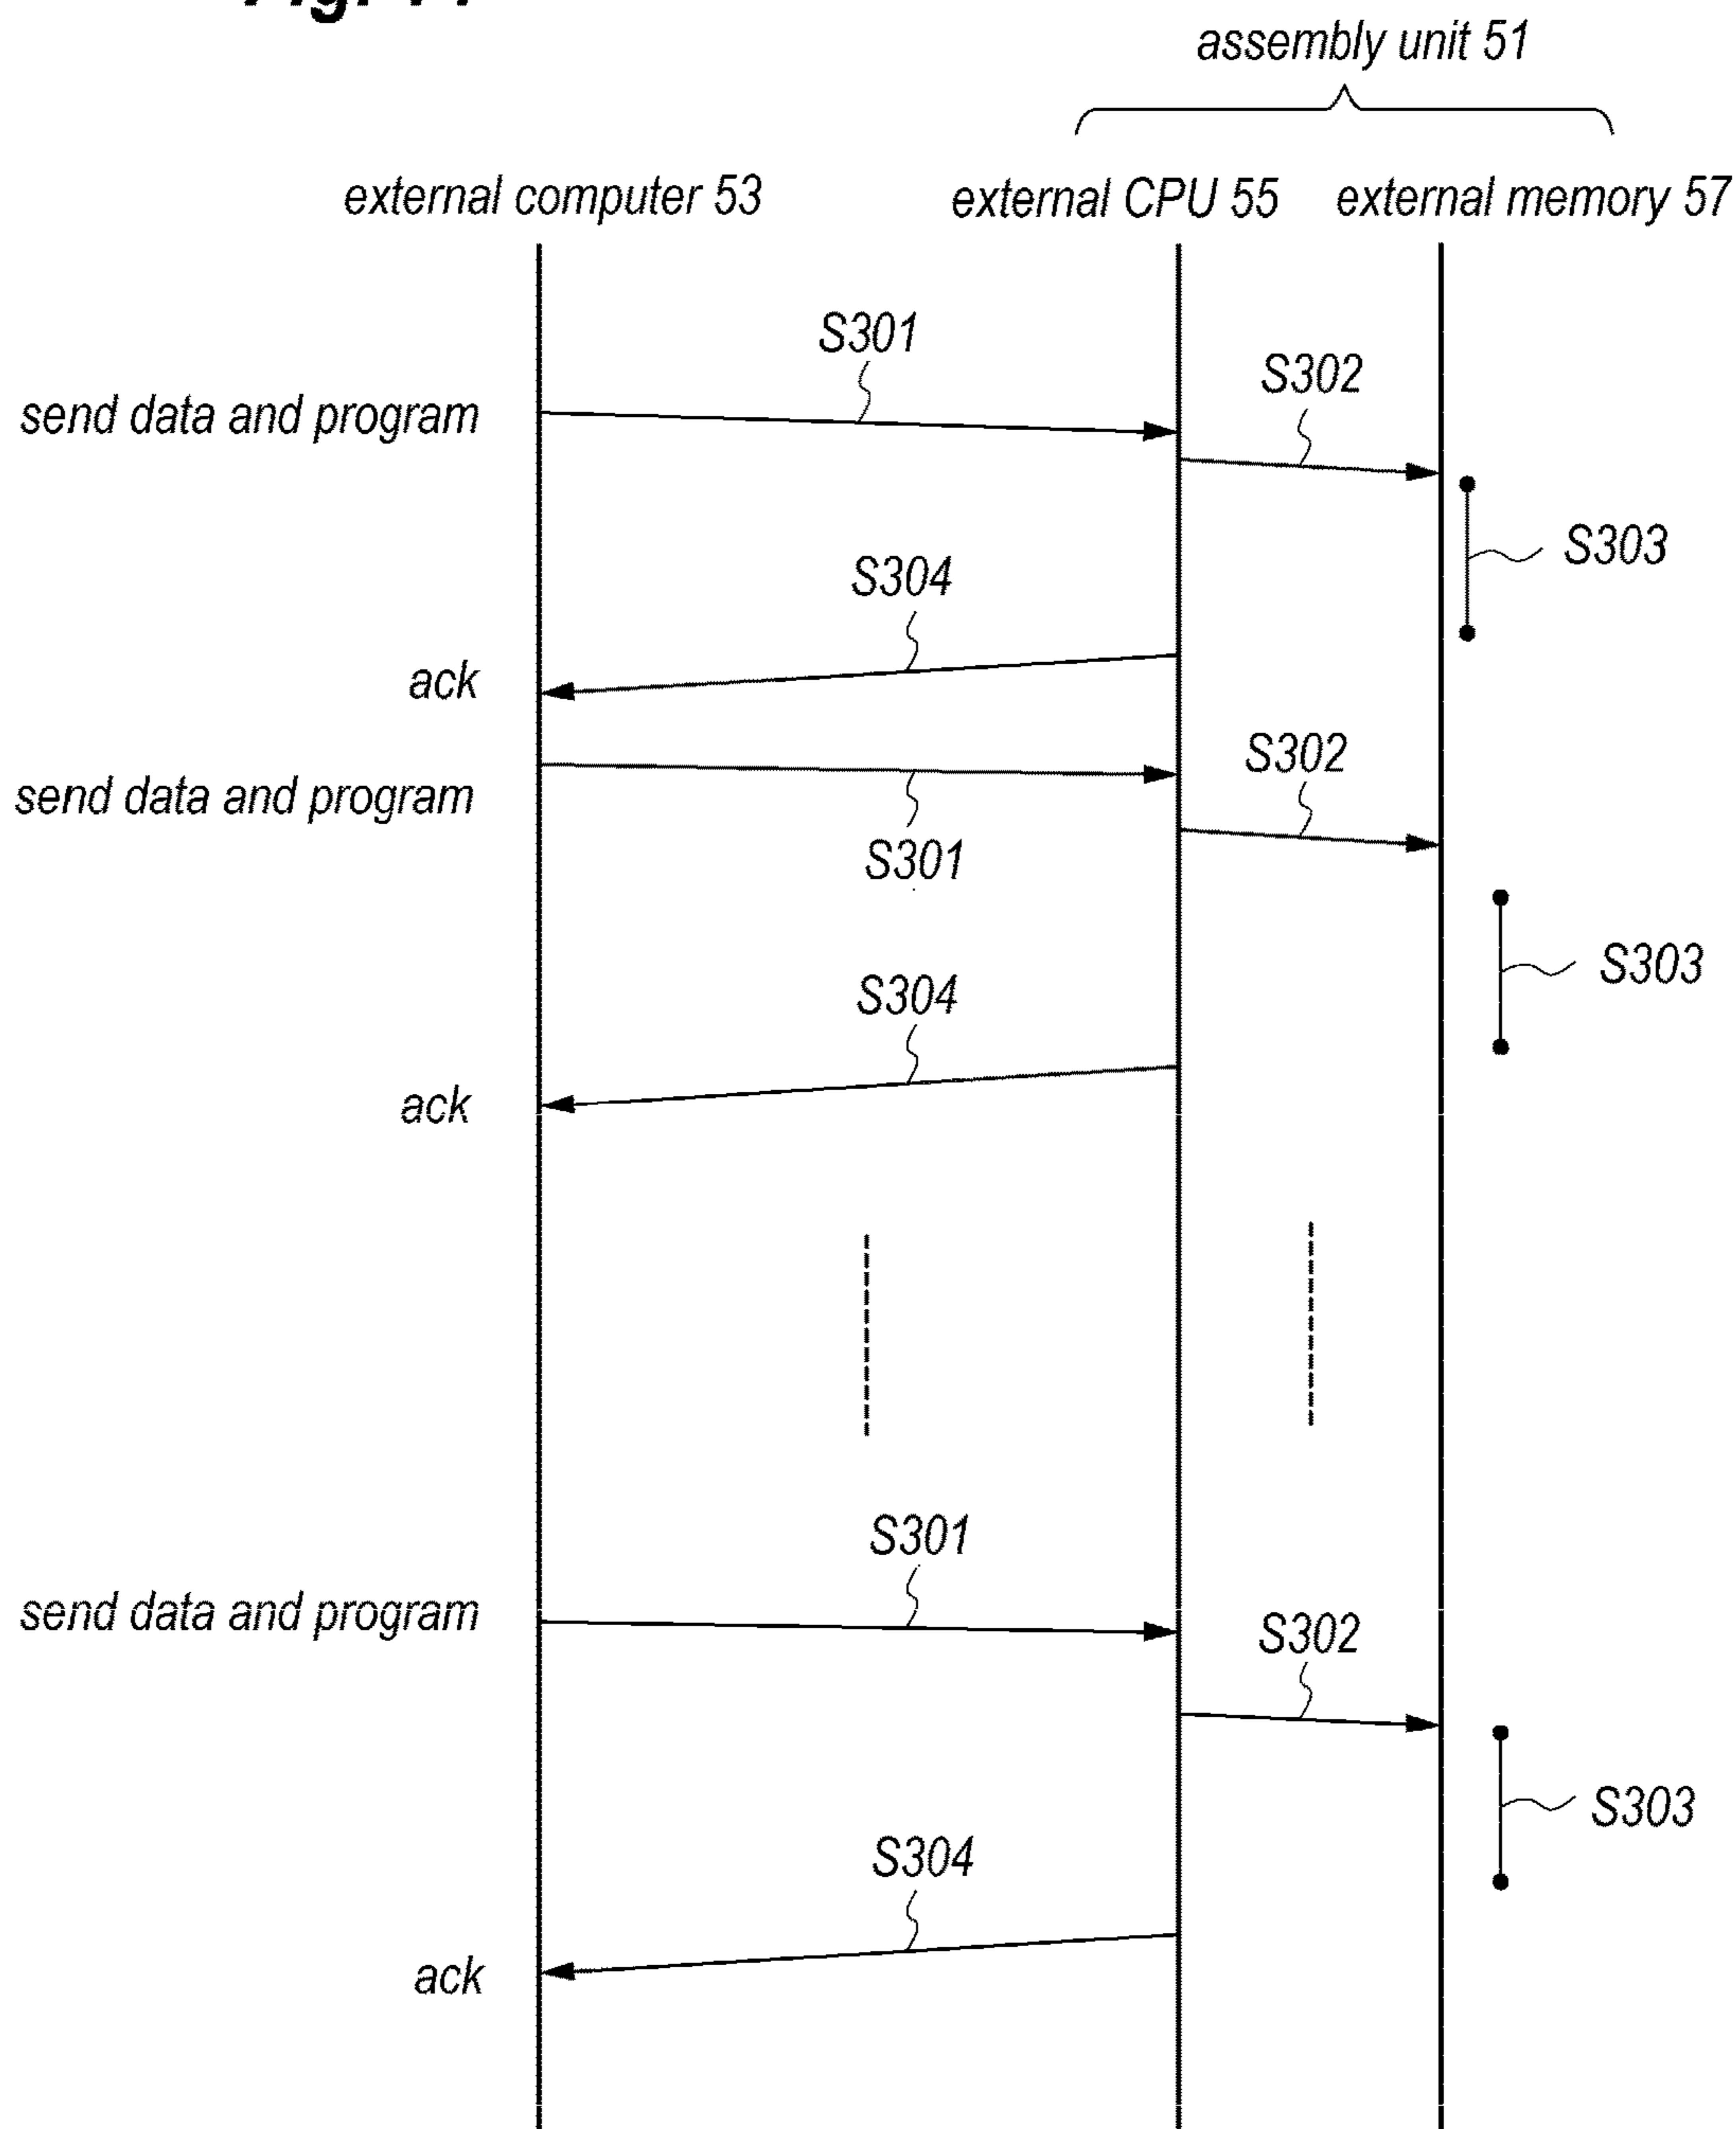 assembly unit 51
external computer 53
external CPU 55
external memory 57
S301
S302
send data and program
S303
S304
ack
S302
send data and program
S301
S303
S304
ack
S301
send data and program
S302
S303
S304
ack